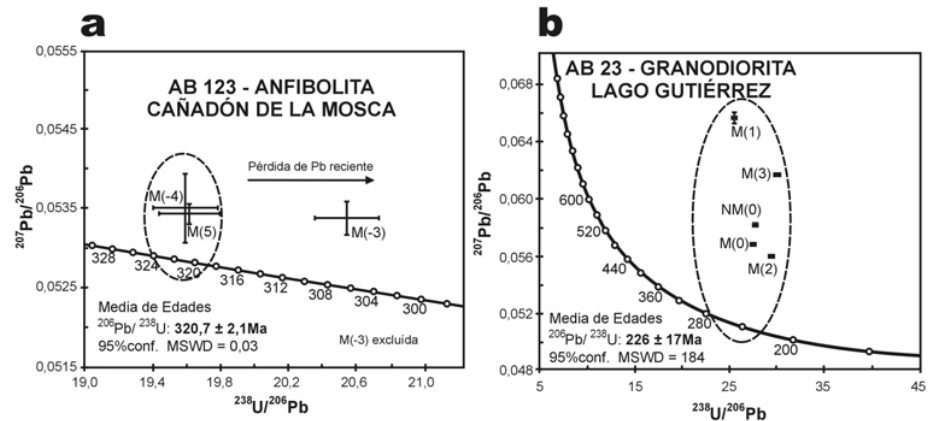 a
0,0555
0,0545
0,0535
0,0525
0,0515
207Pb/206Pb
AB 123 - ANFIBOLITA
CAÑADÓN DE LA MOSCA
Pérdida de Pb reciente
M(-4)
M(5)
M(-3)
328
324
320
316
312
308
304
300
Media de Edades
206Pb/ 238U: 320,7 ± 2,1Ma
95%conf. MSWD = 0,03
M(-3) excluída
19,0
19,4
19,8
20,2
20,6
21,0
238U/206Pb
b
0,068
0,064
0,060
0,056
0,052
0,048
207Pb/206Pb
AB 23 - GRANODIORITA
LAGO GUTIÉRREZ
M(1)
M(3)
NM(0)
M(0)
M(2)
600
520
440
360
280
200
Media de Edades
206Pb/ 238U: 226 ± 17Ma
95%conf. MSWD = 184
5
15
25
35
45
238U/206Pb